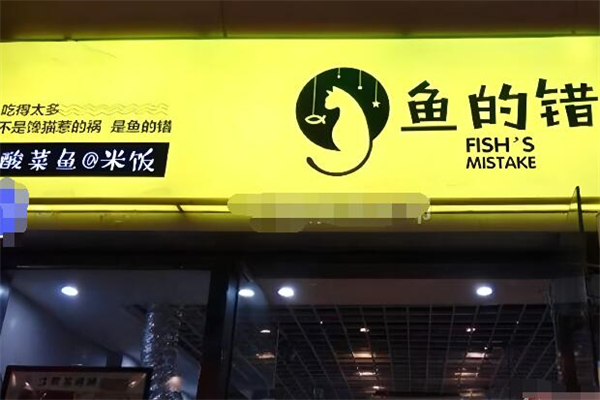 吃得太多
不是馋猫惹的祸 是鱼的错
酸菜鱼@米饭
鱼的错
FISH'S
MISTAKE